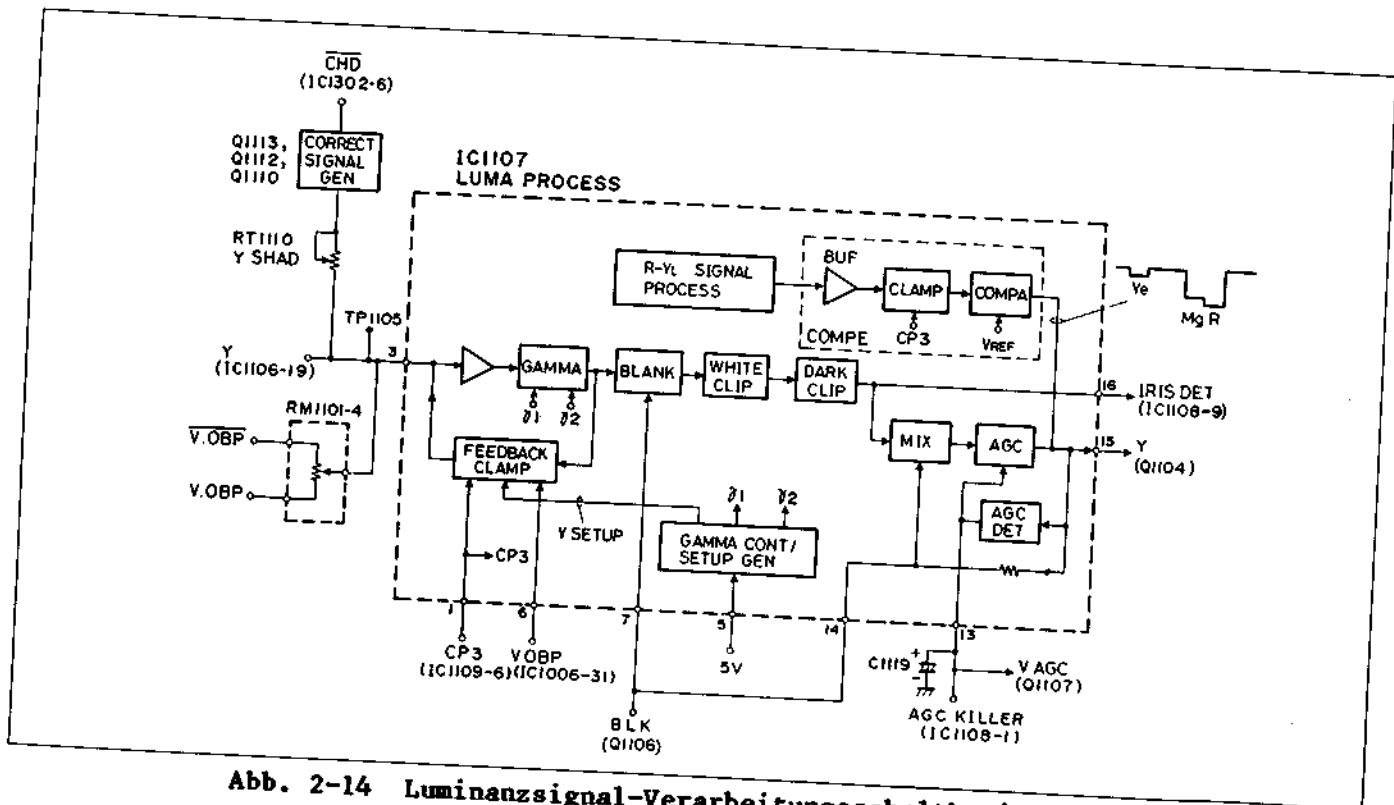 CHD
(IC1302-6)
Q1113,
Q1112,
Q1110
CORRECT
SIGNAL
GEN
IC1107
LUMA PROCESS
RT1110
Y SHAD
R-YL SIGNAL
PROCESS
BUF
CLAMP
COMPA
COMPE
CP3
VREF
Ye
Mg R
TP1105
Y
(IC1106-19)
3
GAMMA
γ1
γ2
BLANK
WHITE
CLIP
DARK
CLIP
16
IRIS DET
(IC1108-9)
RM1101-4
V.OBP
V.OBP
FEEDBACK
CLAMP
MIX
AGC
15
Y
(Q1104)
AGC
DET
Y SETUP
γ1
γ2
GAMMA CONT/
SETUP GEN
CP3
1
6
7
5
14
13
CP3
(IC1109-6)
V OBP
(IC1006-31)
5V
C1119
+
-
V AGC
(Q1107)
BLK
(Q1106)
AGC KILLER
(IC1108-1)
Abb. 2-14 Luminanzsignal-Verarbeitungsschaltkreis